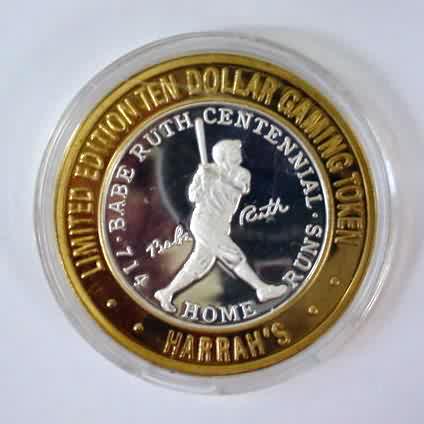 LIMITED EDITION TEN DOLLAR GAMING TOKEN
HARRAH'S
BABE RUTH CENTENNIAL
714 HOME RUNS
Babe Ruth